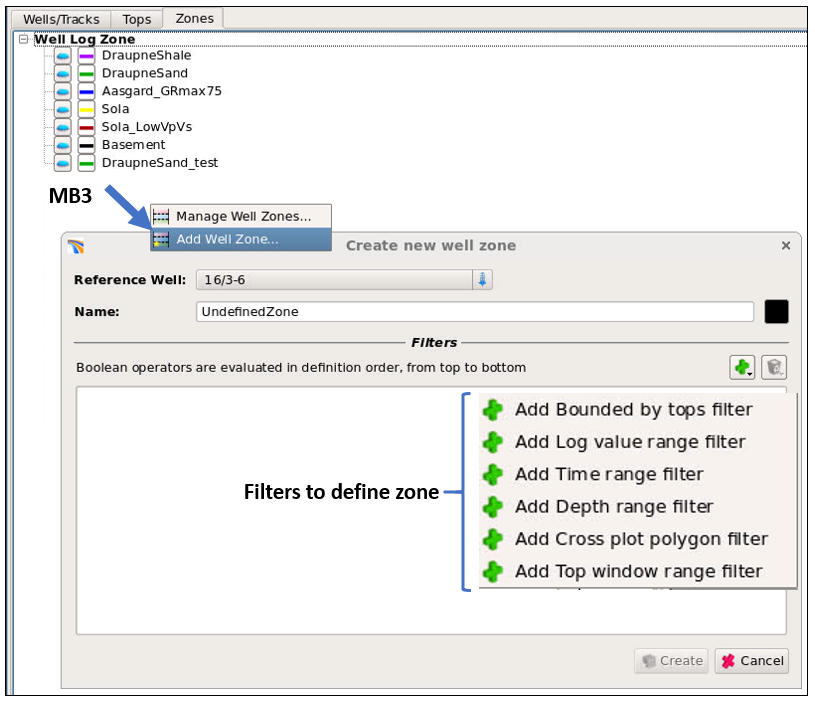 Wells/Tracks Tops Zones
Well Log Zone
DraupneShale
DraupneSand
Aasgard_GRmax75
Sola
Sola_LowVpVs
Basement
DraupneSand_test
MB3
Manage Well Zones...
Add Well Zone...
Create new well zone
Reference Well: 16/3-6
Name: UndefinedZone
Filters
Boolean operators are evaluated in definition order, from top to bottom
Add Bounded by tops filter
Add Log value range filter
Add Time range filter
Filters to define zone
Add Depth range filter
Add Cross plot polygon filter
Add Top window range filter
Create Cancel